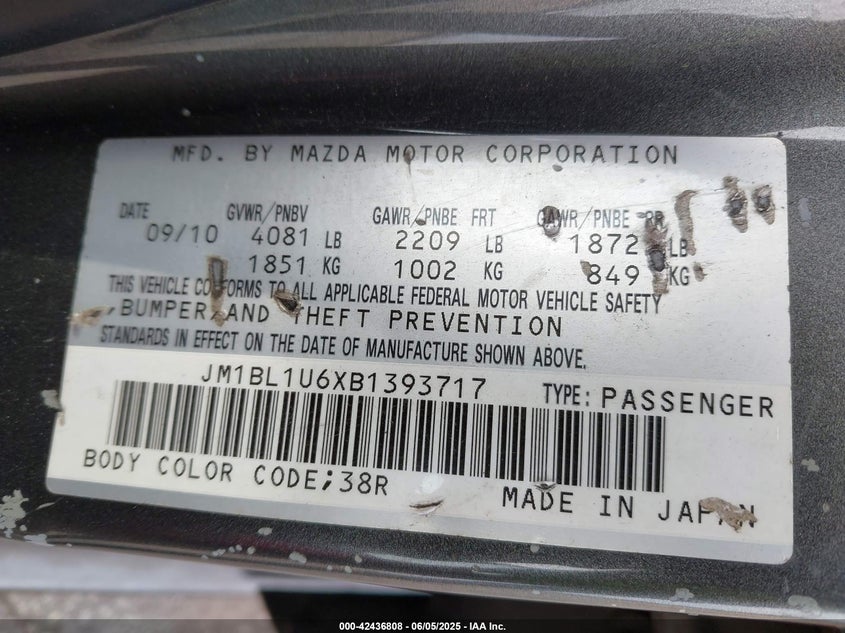 MFD. BY MAZDA MOTOR CORPORATION
DATE GVWR/PNBV GAWR/PNBE FRT GAWR/PNBE RR
09/10 4081 LB 2209 LB 1872 LB
1851 KG 1002 KG 849 KG
THIS VEHICLE CONFORMS TO ALL APPLICABLE FEDERAL MOTOR VEHICLE SAFETY
,BUMPER,AND THEFT PREVENTION
STANDARDS IN EFFECT ON THE DATE OF MANUFACTURE SHOWN ABOVE.
JM1BL1U6XB1393717 TYPE: PASSENGER
BODY COLOR CODE;38R
MADE IN JAPAN
000-42436808 - 06/05/2025 - IAA Inc.